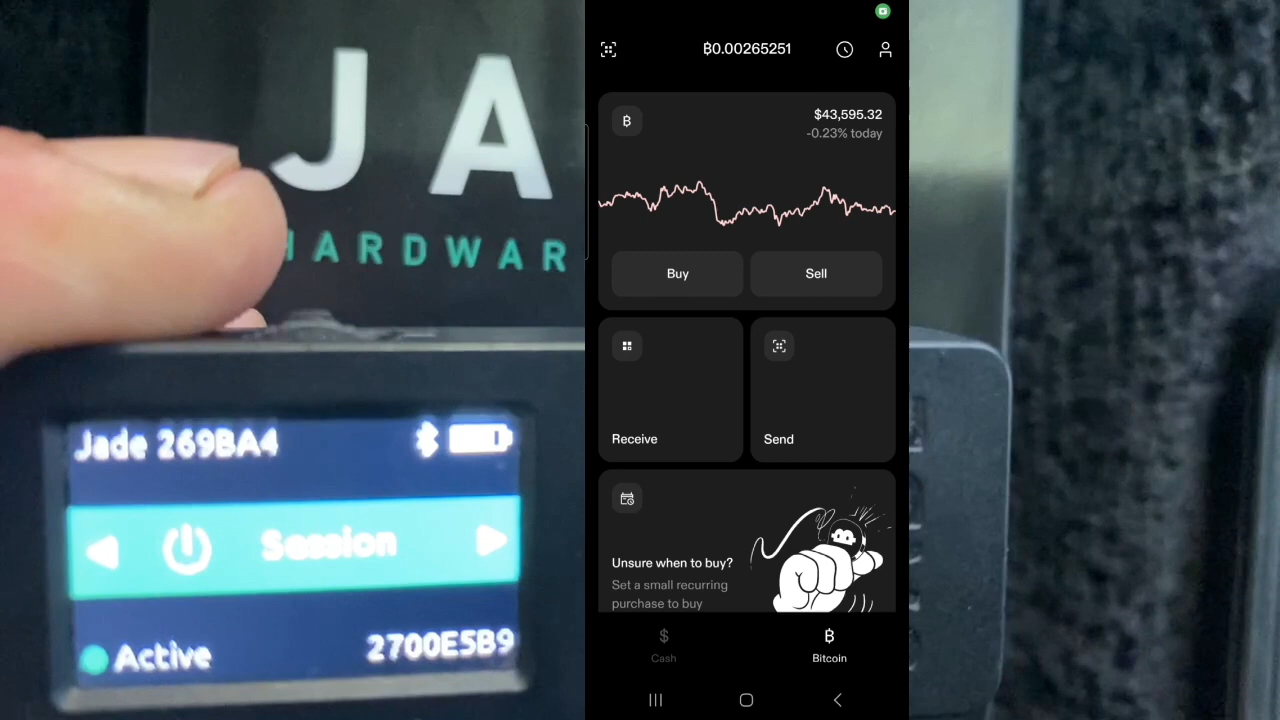 JA
HARDWAR
Jade 269BA4
Session
Active
2700E5B9
₿0.00265251
$43,595.32
-0.23% today
Buy
Sell
Receive
Send
Unsure when to buy?
Set a small recurring
purchase to buy
Cash
Bitcoin